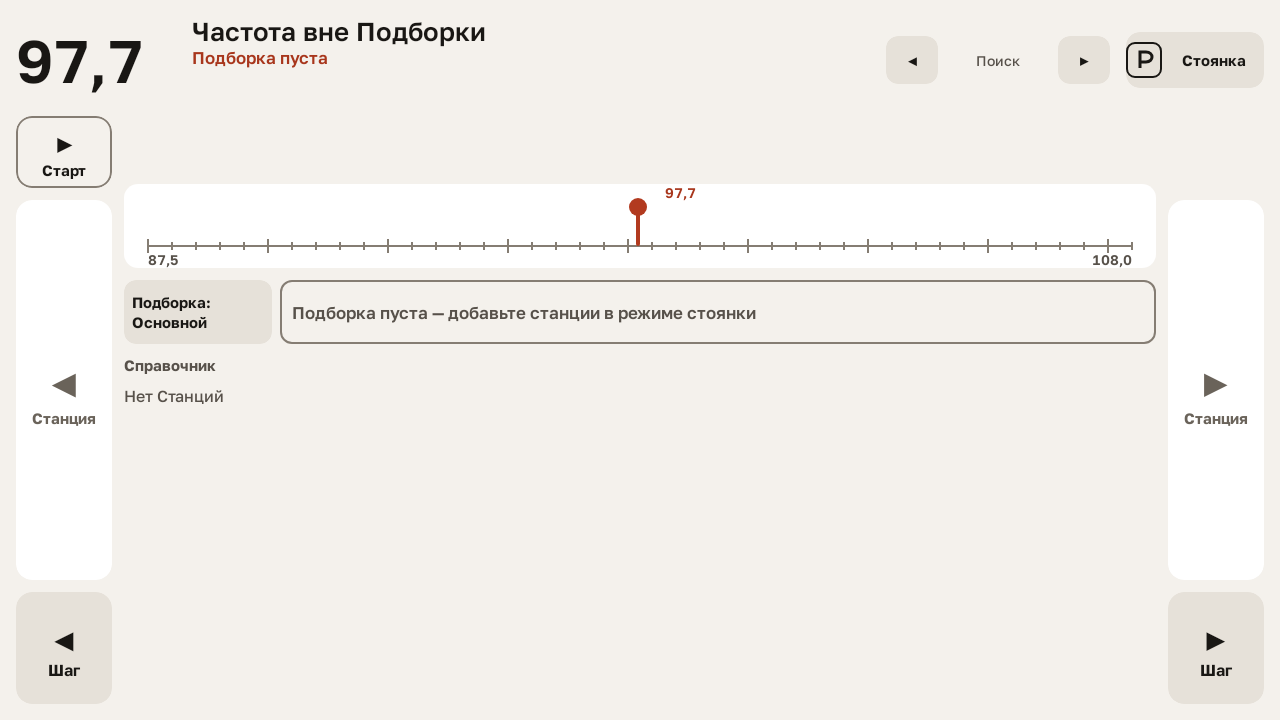 97,7
Частота вне Подборки
Подборка пуста
◄
Поиск
►
P
Стоянка
►
Старт
97,7
87,5
108,0
Подборка:
Основной
Подборка пуста — добавьте станции в режиме стоянки
Справочник
Нет Станций
◄
Станция
►
Станция
◄
Шаг
►
Шаг